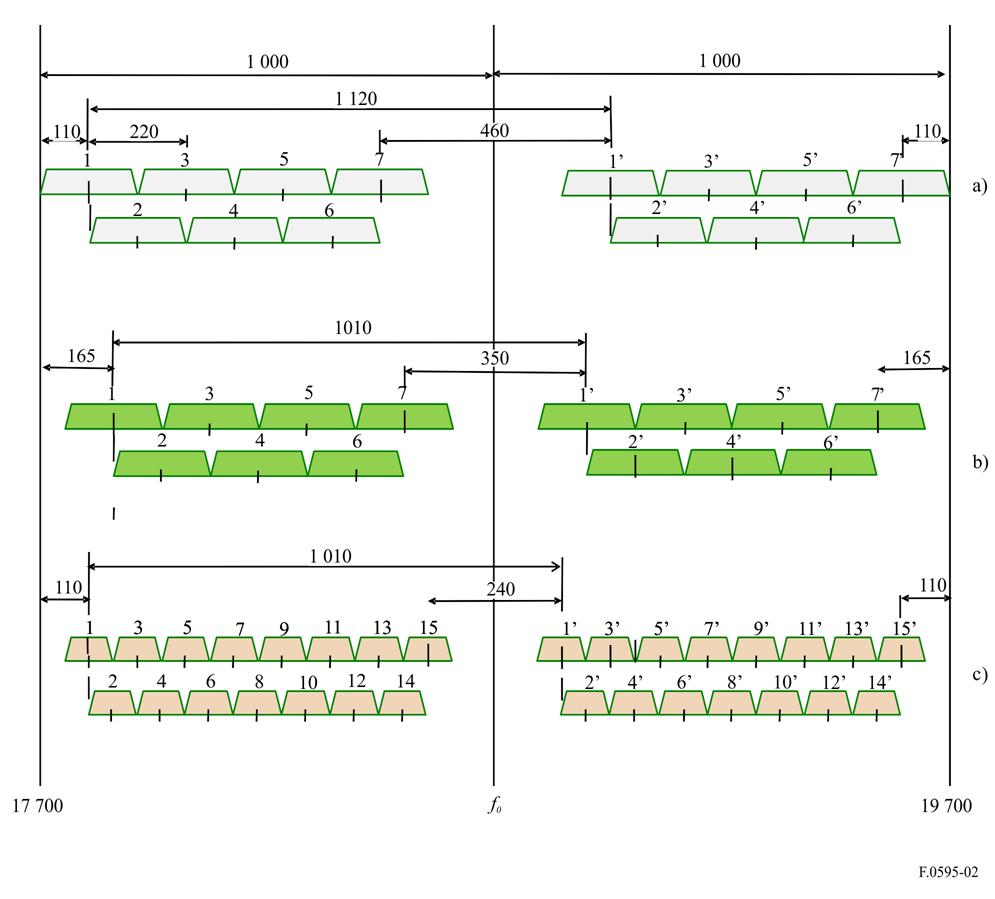 1 000 1 000
1 120
110 220 460 110
1 3 5 7 1’ 3’ 5’ 7’
a)
2 4 6 2’ 4’ 6’
1010
165 350 165
1 3 5 7 1’ 3’ 5’ 7’
2 4 6 2’ 4’ 6’
b)
1 010
110 240 110
1 3 5 7 9 11 13 15 1’ 3’ 5’ 7’ 9’ 11’ 13’ 15’
2 4 6 8 10 12 14 2’ 4’ 6’ 8’ 10’ 12’ 14’
c)
17 700 f₀ 19 700
F.0595-02